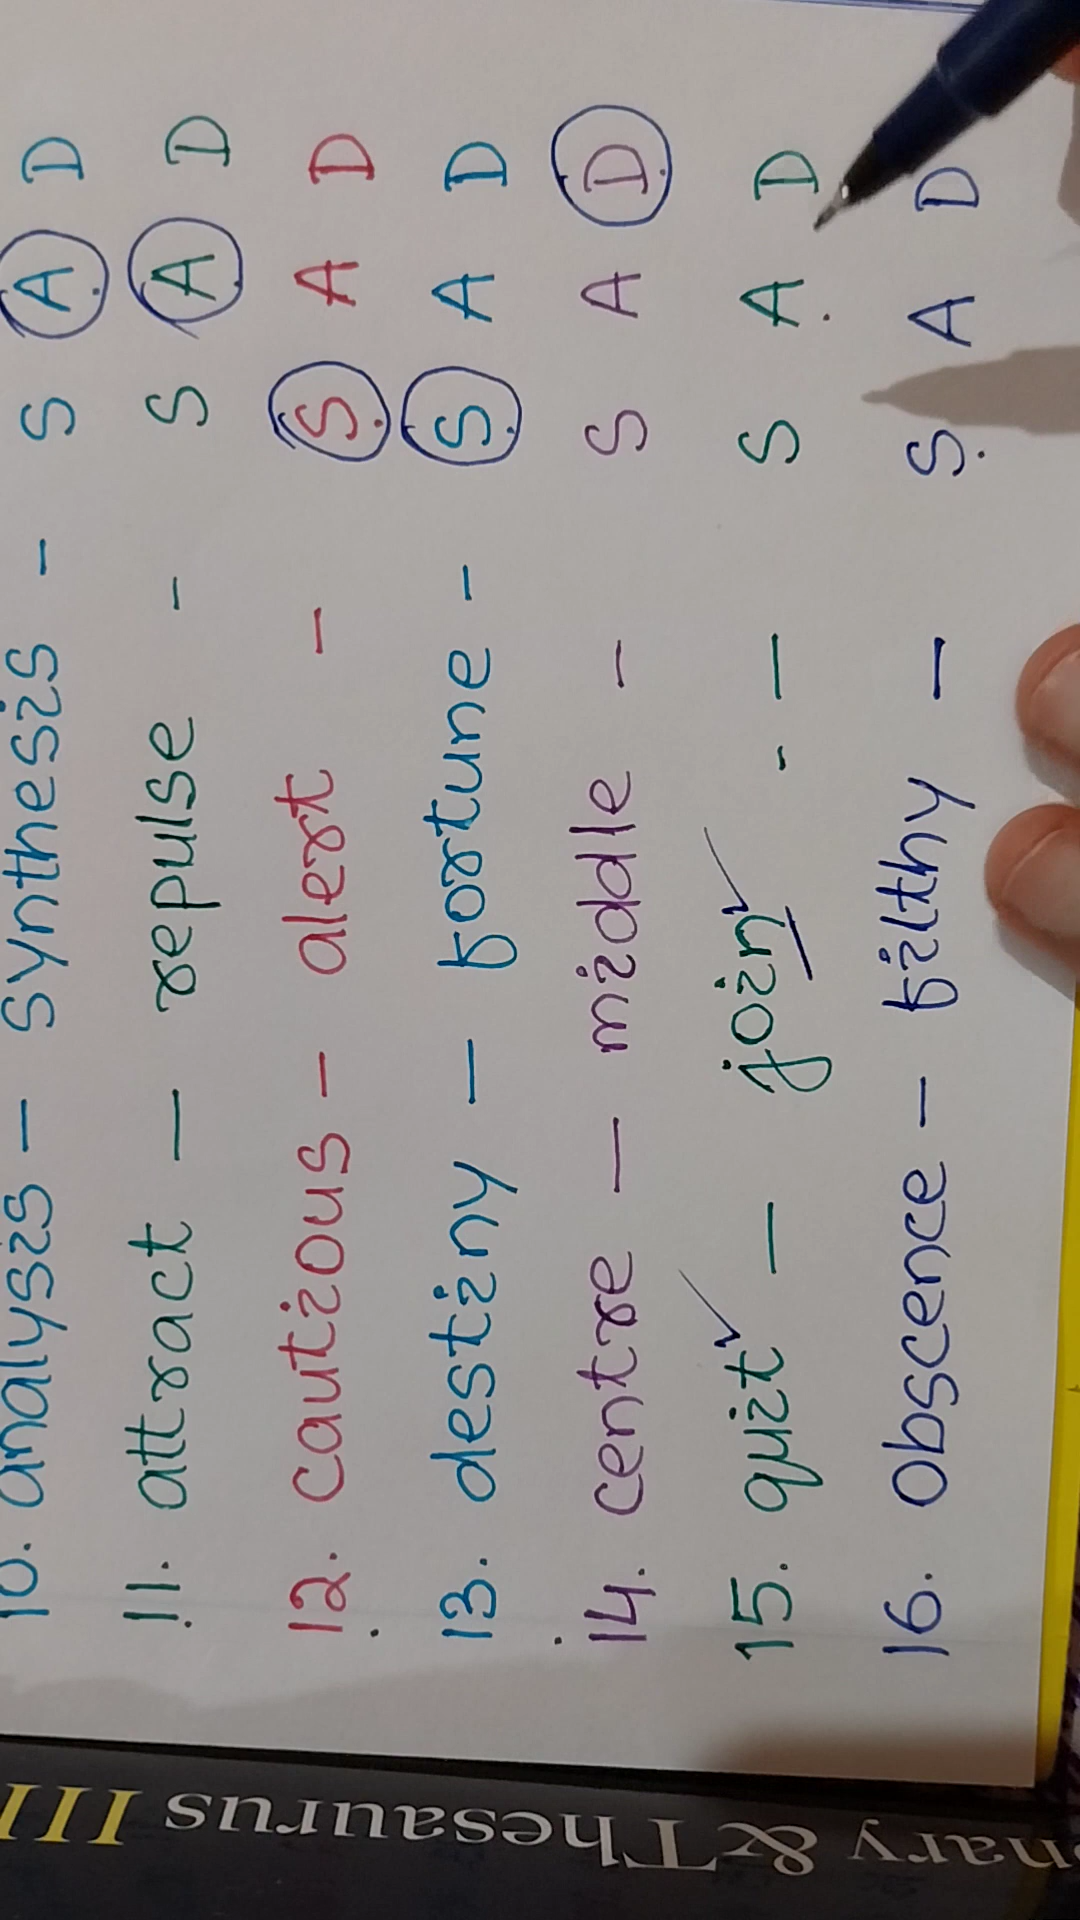 10. analysis - synthesis - S A D
11. attract - repulse - S A D
12. cautious - alert - S A D
13. destiny - fortune - S A D
14. centre - middle - S A D
15. quit - join - - S A D
16. obscence - filthy - S A D
& Thesaurus III